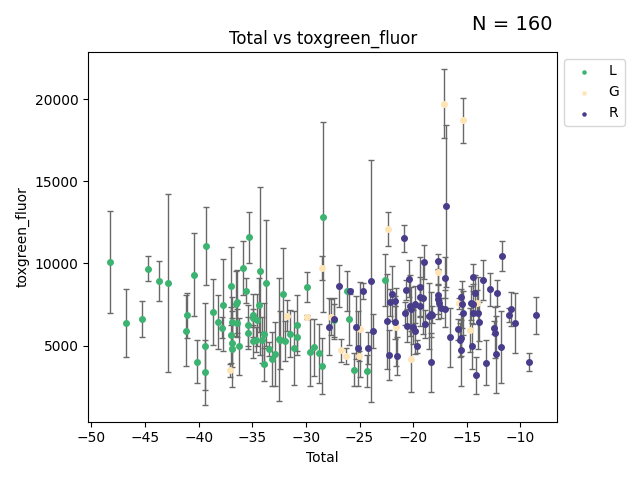 N = 160
Total vs toxgreen_fluor
L
G
R
toxgreen_fluor
20000
15000
10000
5000
−50 −45 −40 −35 −30 −25 −20 −15 −10
Total